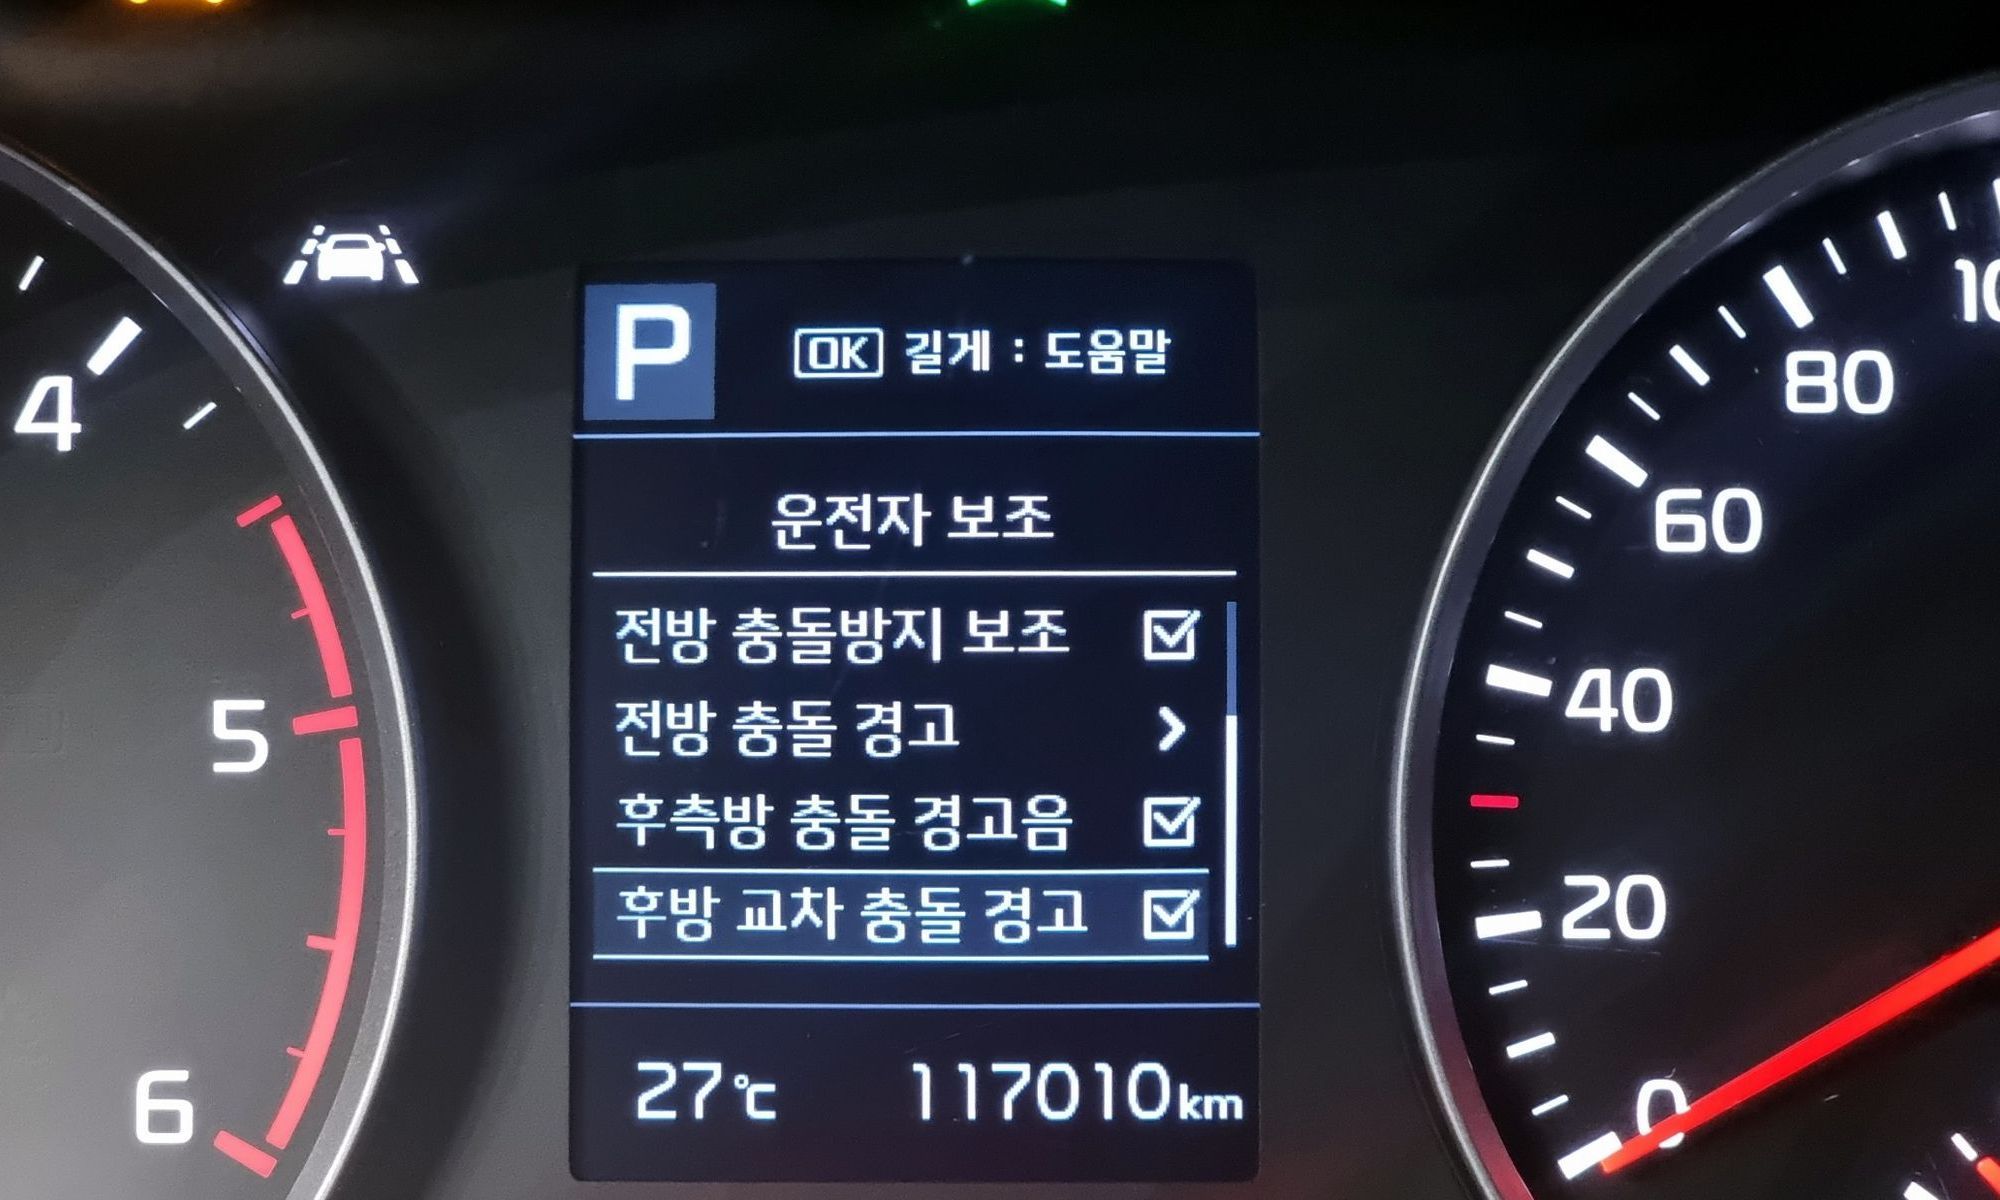 P
OK 길게 : 도움말
운전자 보조
전방 충돌방지 보조
전방 충돌 경고
후측방 충돌 경고음
후방 교차 충돌 경고
27℃ 117010km
4
5
6
80
60
40
20
0